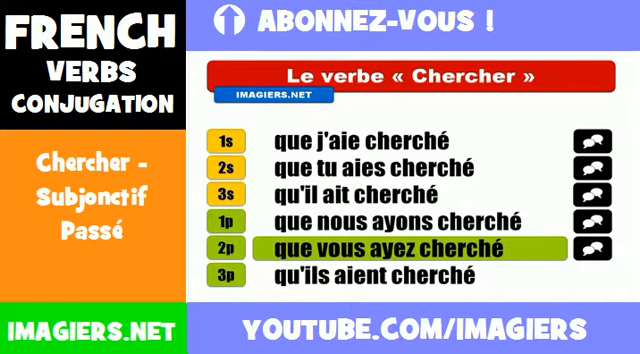 FRENCH
VERBS
CONJUGATION
Chercher -
Subjonctif
Passé
IMAGIERS.NET
ABONNEZ-VOUS !
Le verbe « Chercher »
IMAGIERS.NET
1s que j'aie cherché
2s que tu aies cherché
3s qu'il ait cherché
1p que nous ayons cherché
2p que vous ayez cherché
3p qu'ils aient cherché
YOUTUBE.COM/IMAGIERS